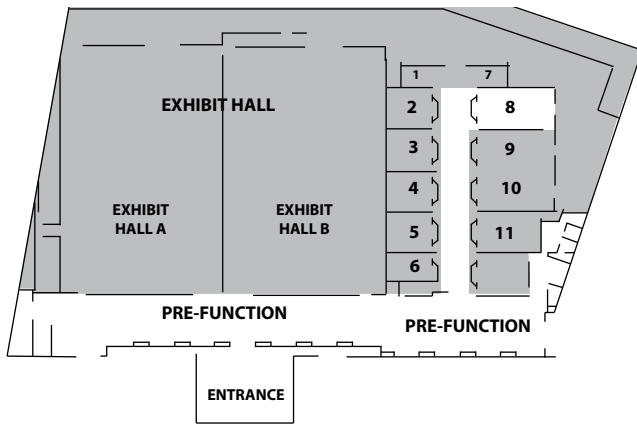 1 7
2 8
EXHIBIT HALL
3 9
4 10
EXHIBIT
HALL A
EXHIBIT
HALL B
5 11
6
PRE-FUNCTION
PRE-FUNCTION
ENTRANCE